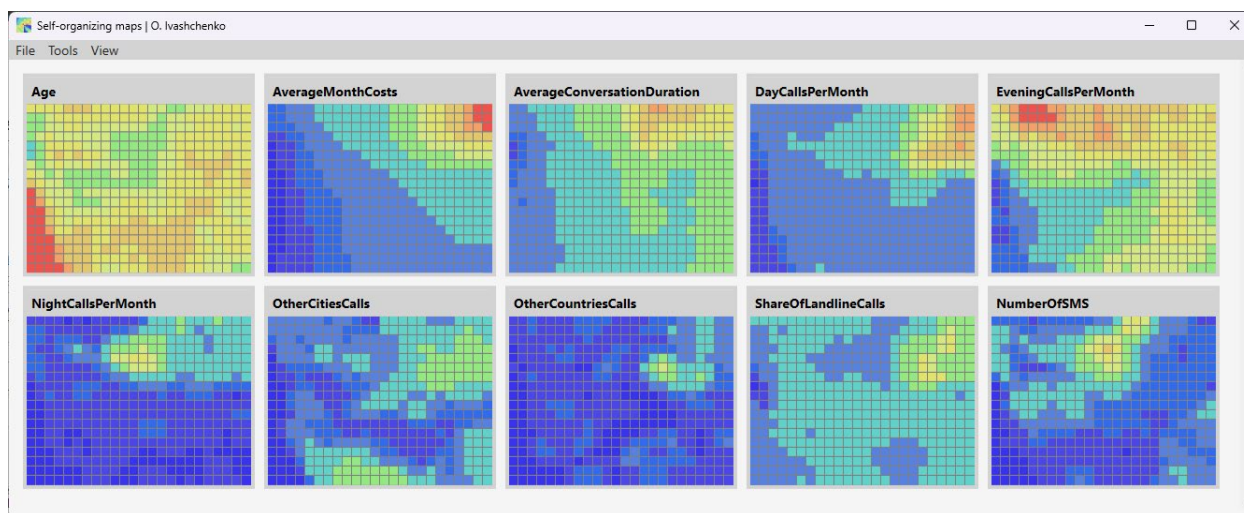 Self-organizing maps | O. Ivashchenko
File Tools View
Age AverageMonthCosts AverageConversationDuration DayCallsPerMonth EveningCallsPerMonth
NightCallsPerMonth OtherCitiesCalls OtherCountriesCalls ShareOfLandlineCalls NumberOfSMS